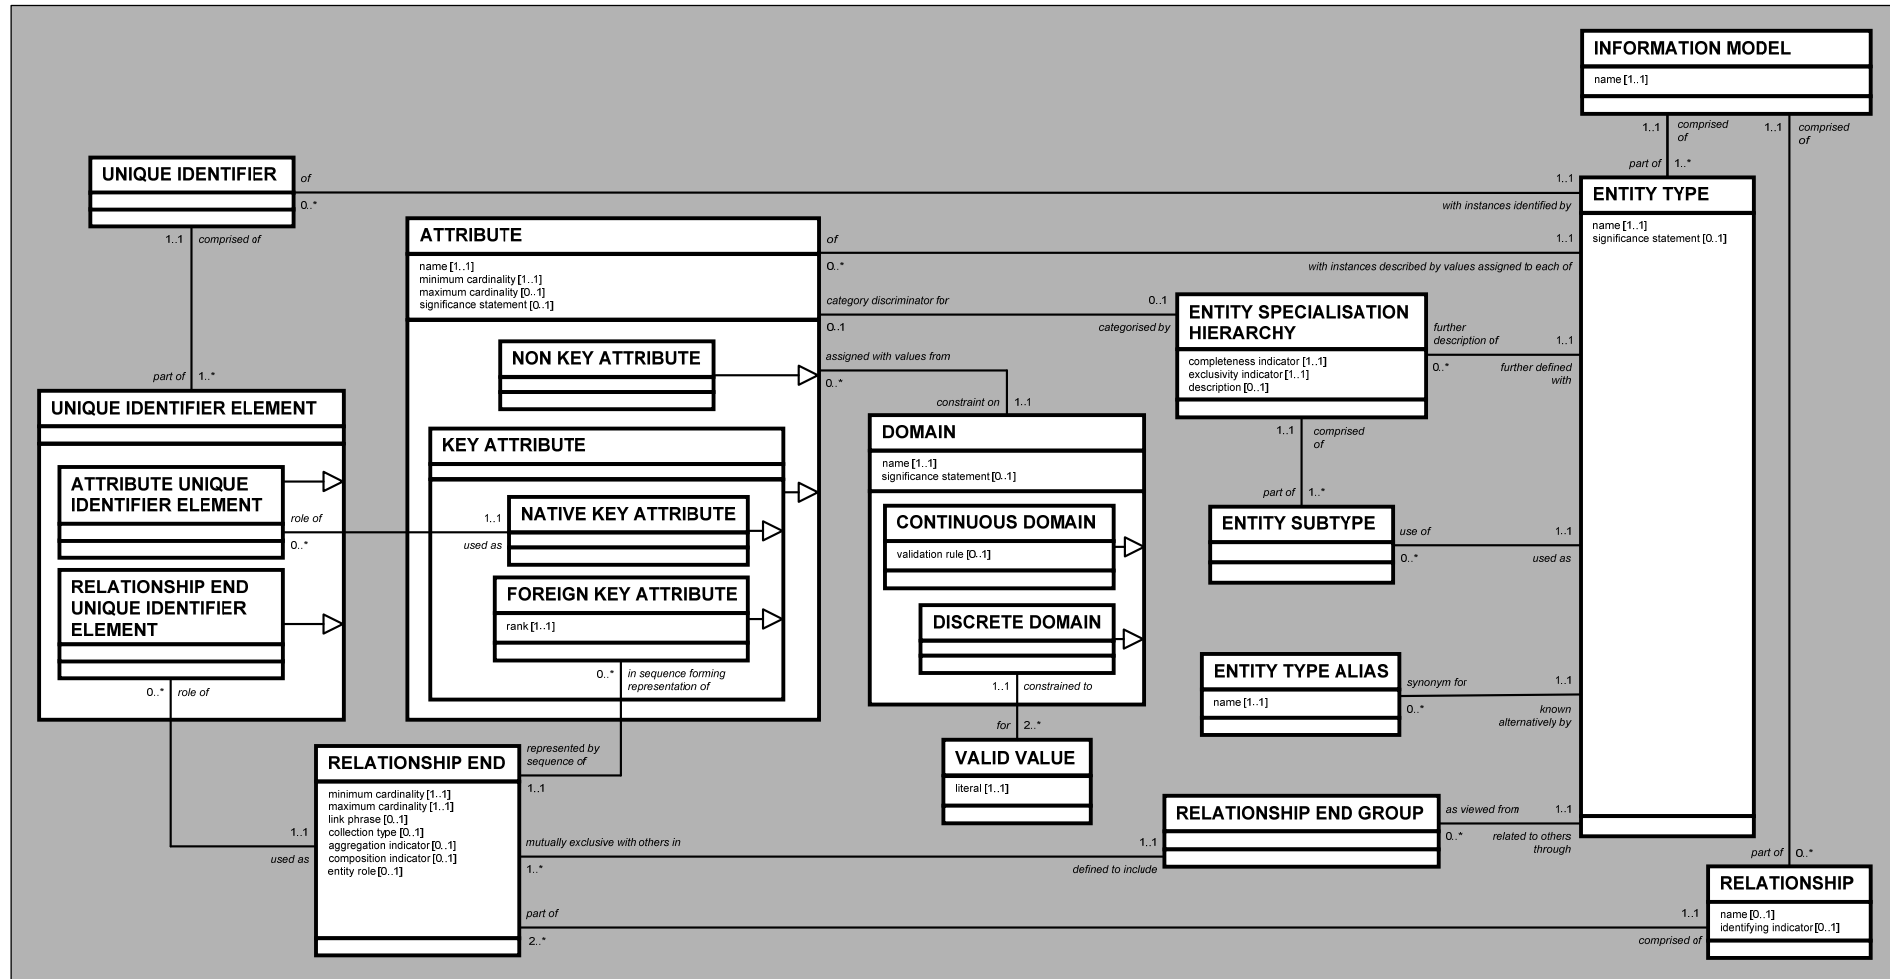 INFORMATION MODEL
name [1..1]
1..1
comprised
of
1..1
comprised
of
part of
1..*
UNIQUE IDENTIFIER
of
0..*
1..1
with instances identified by
ENTITY TYPE
name [1..1]
significance statement [0..1]
1..1
comprised of
part of
1..*
ATTRIBUTE
name [1..1]
minimum cardinality [1..1]
maximum cardinality [0..1]
significance statement [0..1]
of
0..*
1..1
with instances described by values assigned to each of
category discriminator for
0..1
0..1
categorised by
ENTITY SPECIALISATION
HIERARCHY
completeness indicator [1..1]
exclusivity indicator [1..1]
description [0..1]
further
description of
0..*
1..1
further defined
with
NON KEY ATTRIBUTE
assigned with values from
0..*
constraint on
1..1
UNIQUE IDENTIFIER ELEMENT
KEY ATTRIBUTE
DOMAIN
name [1..1]
significance statement [0..1]
1..1
comprised
of
part of
1..*
ATTRIBUTE UNIQUE
IDENTIFIER ELEMENT
role of
0..*
1..1
used as
NATIVE KEY ATTRIBUTE
CONTINUOUS DOMAIN
validation rule [0..1]
ENTITY SUBTYPE
use of
0..*
1..1
used as
RELATIONSHIP END
UNIQUE IDENTIFIER
ELEMENT
FOREIGN KEY ATTRIBUTE
rank [1..1]
DISCRETE DOMAIN
0..*
role of
0..*
in sequence forming
representation of
1..1
constrained to
for
2..*
ENTITY TYPE ALIAS
name [1..1]
synonym for
0..*
1..1
known
alternatively by
RELATIONSHIP END
minimum cardinality [1..1]
maximum cardinality [1..1]
link phrase [0..1]
collection type [0..1]
aggregation indicator [0..1]
composition indicator [0..1]
entity role [0..1]
represented by
sequence of
1..1
1..1
used as
VALID VALUE
literal [1..1]
RELATIONSHIP END GROUP
as viewed from
0..*
1..1
related to others
through
mutually exclusive with others in
1..*
1..1
defined to include
part of
0..*
RELATIONSHIP
name [0..1]
identifying indicator [0..1]
part of
2..*
1..1
comprised of